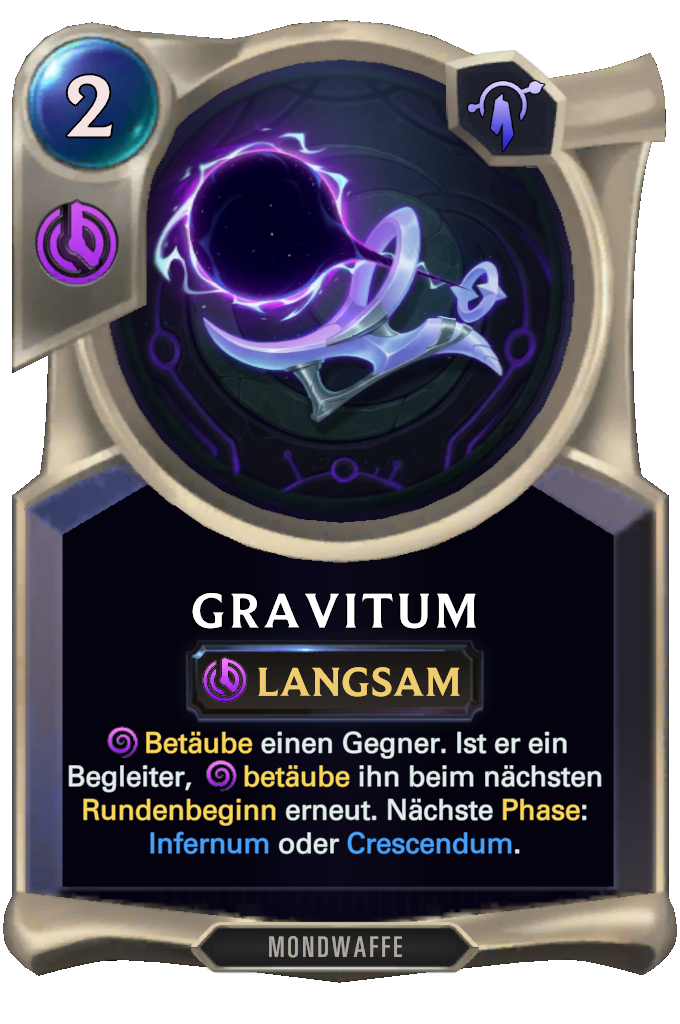 2
GRAVITUM
LANGSAM
Betäube einen Gegner. Ist er ein
Begleiter, betäube ihn beim nächsten
Rundenbeginn erneut. Nächste Phase:
Infernum oder Crescendum.
MONDWAFFE